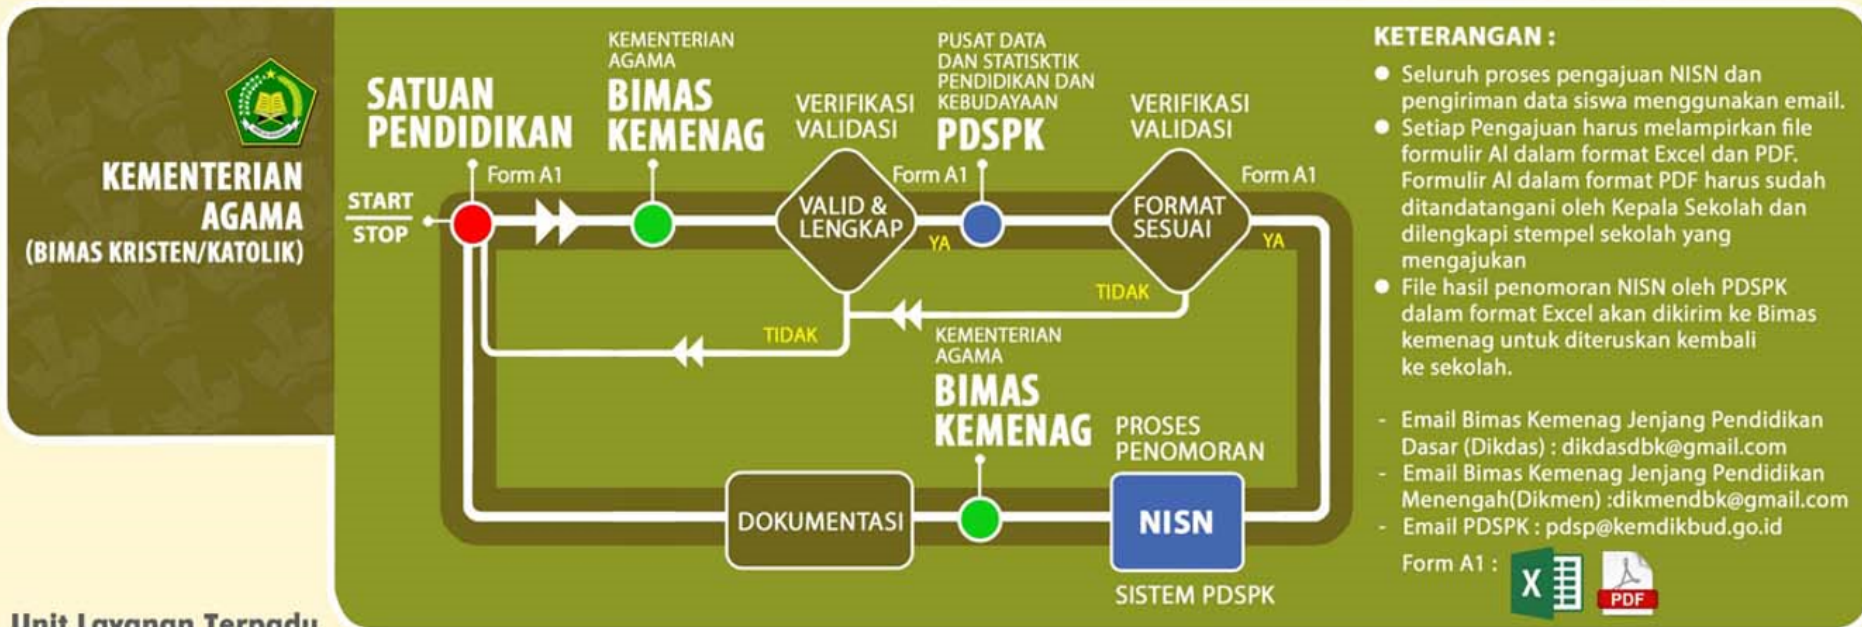 KEMENTERIAN
AGAMA
(BIMAS KRISTEN/KATOLIK)
SATUAN
PENDIDIKAN
Form A1
START
STOP
KEMENTERIAN
AGAMA
BIMAS
KEMENAG
VERIFIKASI
VALIDASI
VALID &
LENGKAP
Form A1
YA
TIDAK
PUSAT DATA
DAN STATISKTIK
PENDIDIKAN DAN
KEBUDAYAAN
PDSPK
VERIFIKASI
VALIDASI
FORMAT
SESUAI
Form A1
YA
TIDAK
KEMENTERIAN
AGAMA
BIMAS
KEMENAG
PROSES
PENOMORAN
NISN
SISTEM PDSPK
DOKUMENTASI
KETERANGAN :
● Seluruh proses pengajuan NISN dan
pengiriman data siswa menggunakan email.
● Setiap Pengajuan harus melampirkan file
formulir Al dalam format Excel dan PDF.
Formulir Al dalam format PDF harus sudah
ditandatangani oleh Kepala Sekolah dan
dilengkapi stempel sekolah yang
mengajukan
● File hasil penomoran NISN oleh PDSPK
dalam format Excel akan dikirim ke Bimas
kemenag untuk diteruskan kembali
ke sekolah.
- Email Bimas Kemenag Jenjang Pendidikan
Dasar (Dikdas) : dikdasdbk@gmail.com
- Email Bimas Kemenag Jenjang Pendidikan
Menengah(Dikmen) :dikmendbk@gmail.com
- Email PDSPK : pdsp@kemdikbud.go.id
Form A1 :
X
PDF
Unit Layanan Terpadu